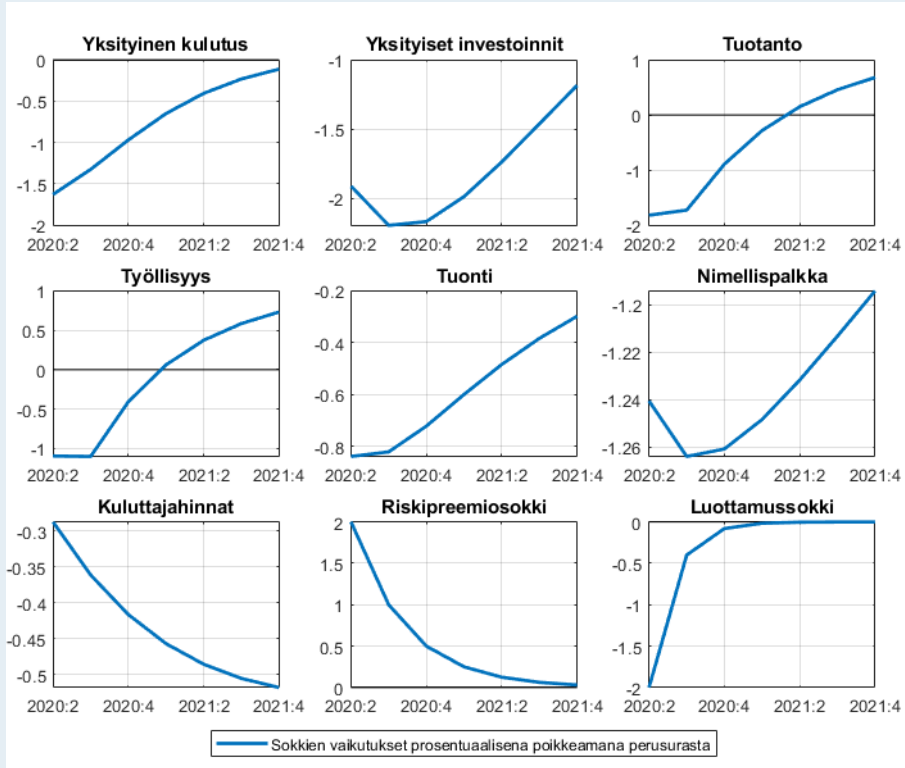 Yksityinen kulutus
0
-0.5
-1
-1.5
-2
2020:2 2020:4 2021:2 2021:4
Yksityiset investoinnit
-1
-1.5
-2
2020:2 2020:4 2021:2 2021:4
Tuotanto
1
0
-1
-2
2020:2 2020:4 2021:2 2021:4
Työllisyys
1
0.5
0
-0.5
-1
2020:2 2020:4 2021:2 2021:4
Tuonti
-0.2
-0.4
-0.6
-0.8
2020:2 2020:4 2021:2 2021:4
Nimellispalkka
-1.2
-1.22
-1.24
-1.26
2020:2 2020:4 2021:2 2021:4
Kuluttajahinnat
-0.3
-0.35
-0.4
-0.45
-0.5
2020:2 2020:4 2021:2 2021:4
Riskipreemiosokki
2
1.5
1
0.5
0
2020:2 2020:4 2021:2 2021:4
Luottamussokki
0
-0.5
-1
-1.5
-2
2020:2 2020:4 2021:2 2021:4
Sokkien vaikutukset prosentuaalisena poikkeamana perusurasta